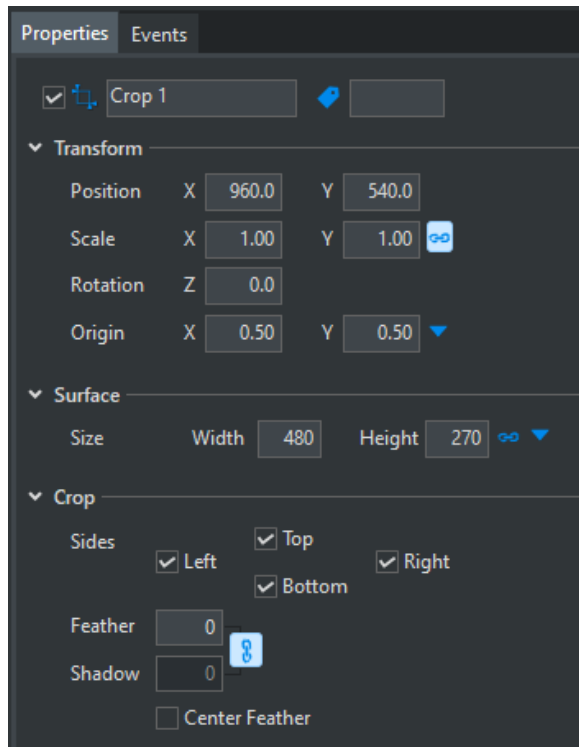 Properties Events
Crop 1
Transform
Position X 960.0 Y 540.0
Scale X 1.00 Y 1.00
Rotation Z 0.0
Origin X 0.50 Y 0.50
Surface
Size Width 480 Height 270
Crop
Sides
Top
Left
Right
Bottom
Feather 0
Shadow 0
Center Feather